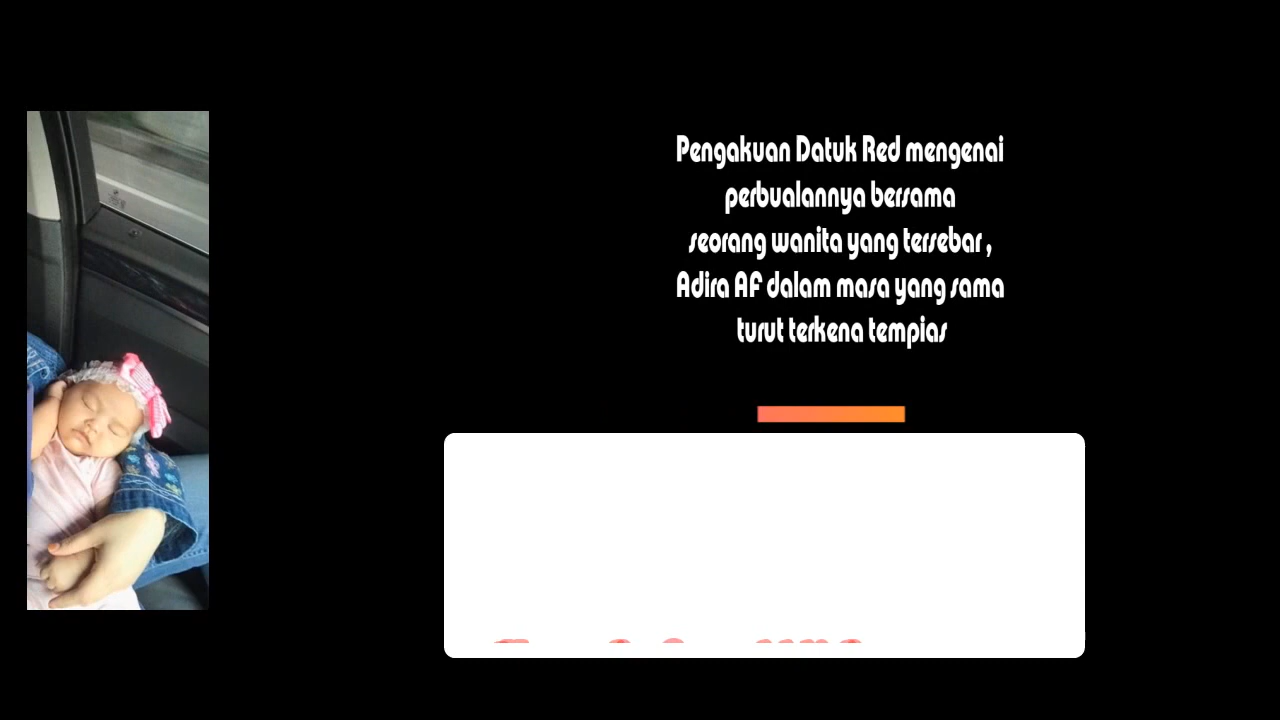 Pengakuan Datuk Red mengenai
perbualannya bersama
seorang wanita yang tersebar ,
Adira AF dalam masa yang sama
turut terkena tempias